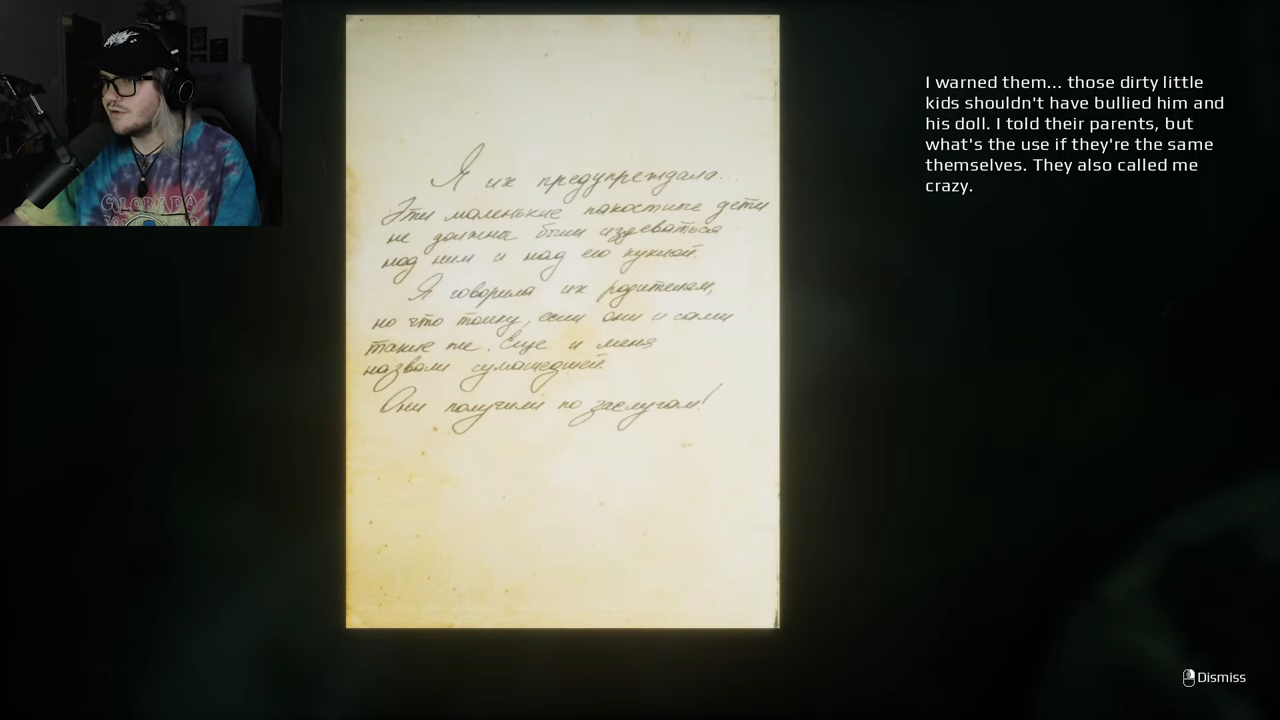 COLORADO
Я их предупреждала...
Эти маленькие пакостные дети
не должны были издеваться
над ним и над его куклой.
Я говорила их родителям,
но что толку, если они и сами
такие же. Еще и меня
назвали сумасшедшей.
Они получили по заслугам!
I warned them... those dirty little
kids shouldn't have bullied him and
his doll. I told their parents, but
what's the use if they're the same
themselves. They also called me
crazy.
Dismiss